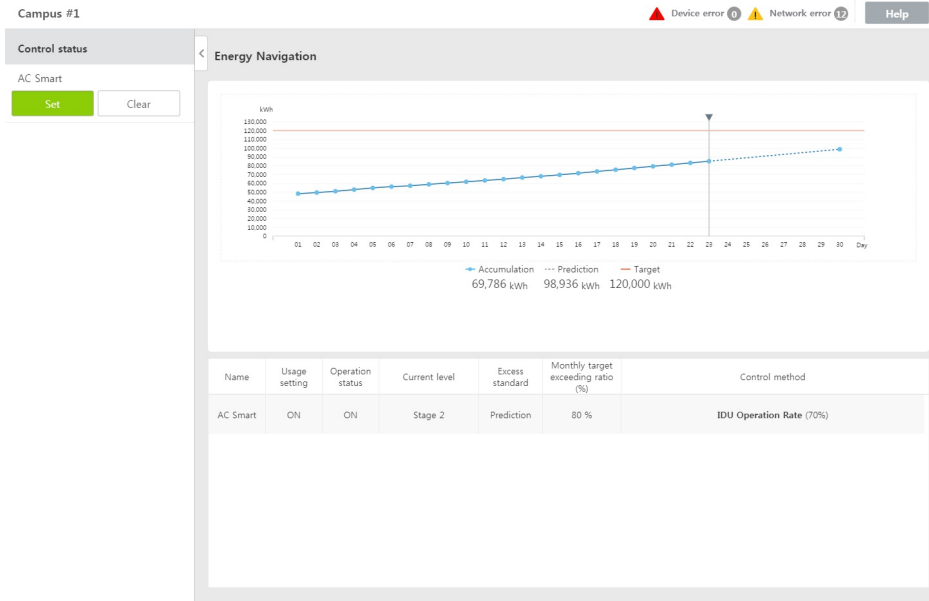 Campus #1
Device error 0 Network error 12 Help
Control status
AC Smart
Set Clear
Energy Navigation
kWh
130,000
120,000
110,000
100,000
90,000
80,000
70,000
60,000
50,000
40,000
30,000
20,000
10,000
0
01 02 03 04 05 06 07 08 09 10 11 12 13 14 15 16 17 18 19 20 21 22 23 24 25 26 27 28 29 30 Day
Accumulation Prediction Target
69,786 kWh 98,936 kWh 120,000 kWh
Name Usage setting Operation status Current level Excess standard Monthly target exceeding ratio (%) Control method
AC Smart ON ON Stage 2 Prediction 80 % IDU Operation Rate (70%)